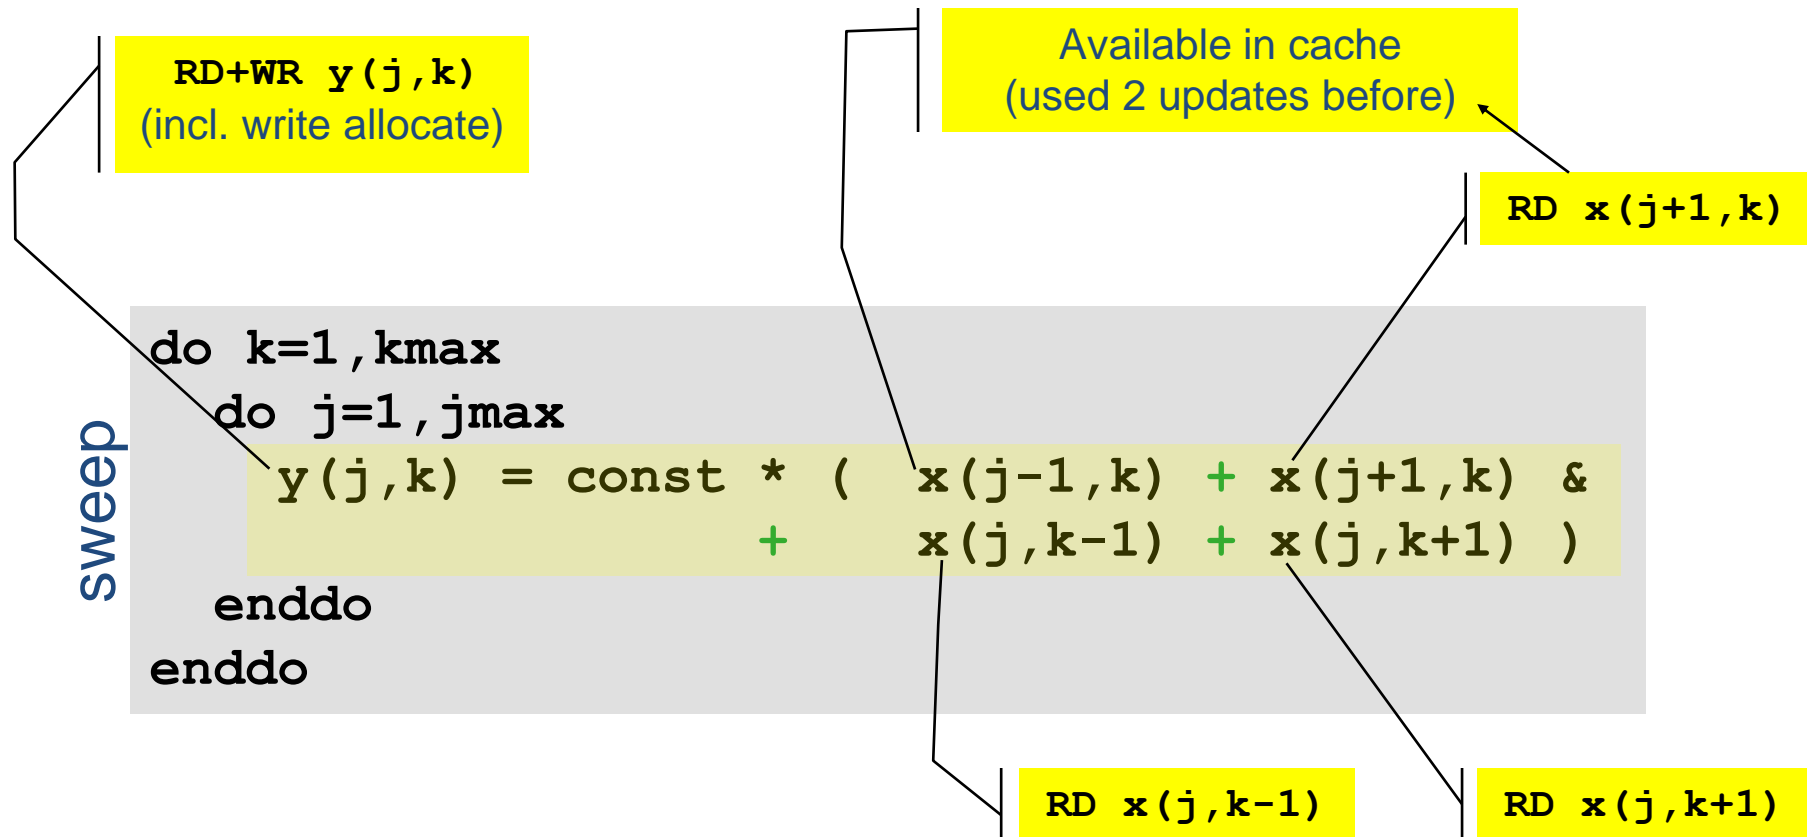 RD+WR y(j,k)
(incl. write allocate)
Available in cache
(used 2 updates before)
RD x(j+1,k)
sweep
do k=1,kmax
do j=1,jmax
y(j,k) = const * ( x(j-1,k) + x(j+1,k) &
+ x(j,k-1) + x(j,k+1) )
enddo
enddo
RD x(j,k-1)
RD x(j,k+1)